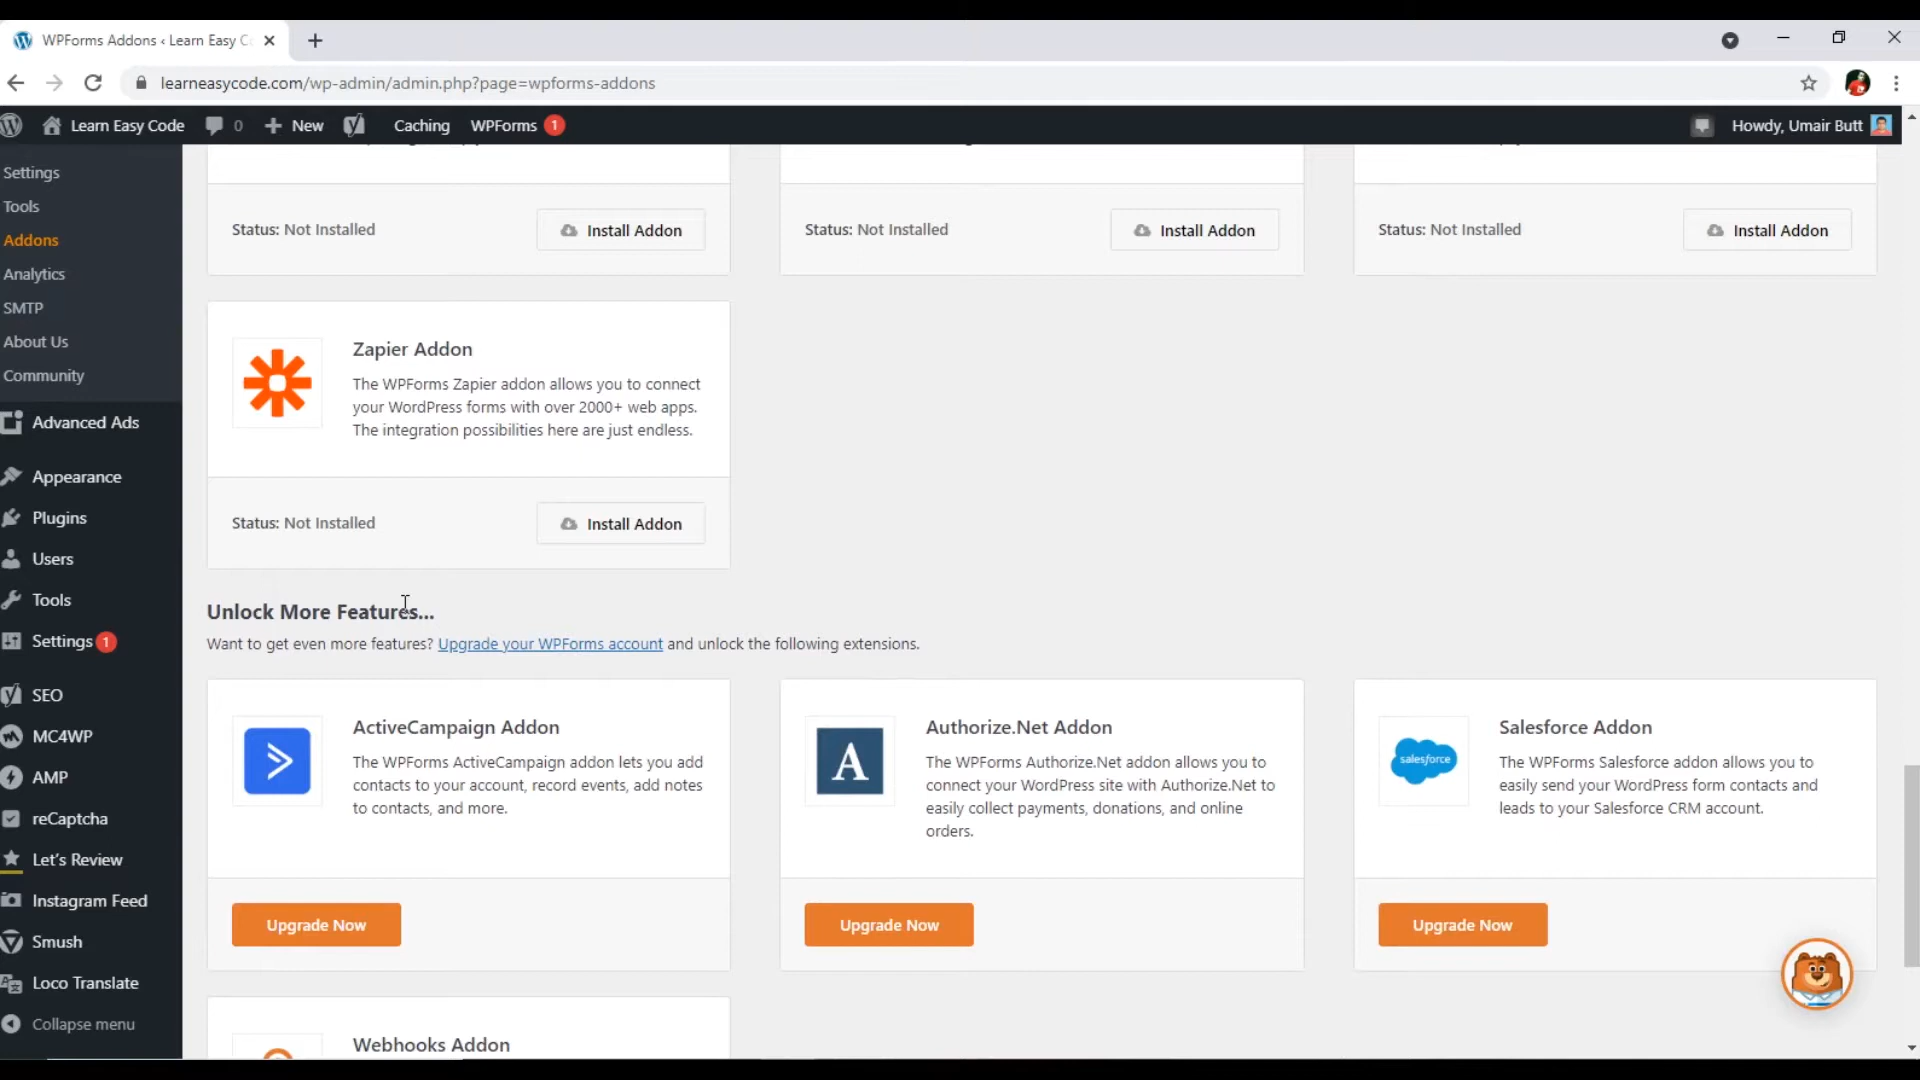 WPForms Addons ‹ Learn Easy C
learneasycode.com/wp-admin/admin.php?page=wpforms-addons
Learn Easy Code 0 New Caching WPForms 1 Howdy, Umair Butt
Settings
Tools
Addons
Analytics
SMTP
About Us
Community
Advanced Ads
Appearance
Plugins
Users
Tools
Settings 1
SEO
MC4WP
AMP
reCaptcha
Let's Review
Instagram Feed
Smush
Loco Translate
Collapse menu
Status: Not Installed Install Addon
Status: Not Installed Install Addon
Status: Not Installed Install Addon
Zapier Addon
The WPForms Zapier addon allows you to connect
your WordPress forms with over 2000+ web apps.
The integration possibilities here are just endless.
Status: Not Installed Install Addon
Unlock More Features...
Want to get even more features? Upgrade your WPForms account and unlock the following extensions.
ActiveCampaign Addon
The WPForms ActiveCampaign addon lets you add
contacts to your account, record events, add notes
to contacts, and more.
Upgrade Now
A
Authorize.Net Addon
The WPForms Authorize.Net addon allows you to
connect your WordPress site with Authorize.Net to
easily collect payments, donations, and online
orders.
Upgrade Now
salesforce
Salesforce Addon
The WPForms Salesforce addon allows you to
easily send your WordPress form contacts and
leads to your Salesforce CRM account.
Upgrade Now
Webhooks Addon